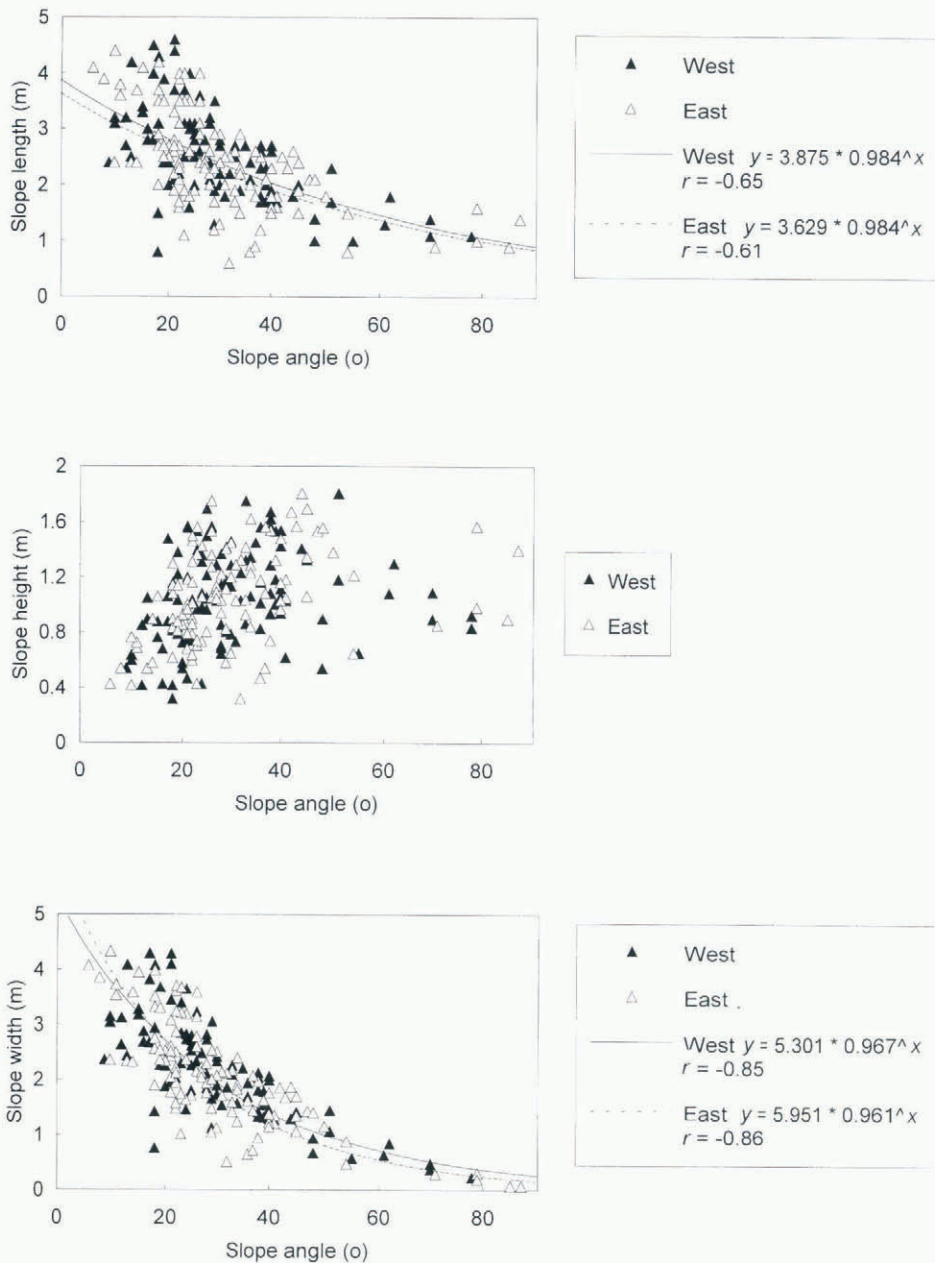 5
4
3
2
1
0
Slope length (m)
0 20 40 60 80
Slope angle (o)
West
East
West y = 3.875 * 0.984^x
r = -0.65
East y = 3.629 * 0.984^x
r = -0.61
2
1.6
1.2
0.8
0.4
0
Slope height (m)
0 20 40 60 80
Slope angle (o)
West
East
5
4
3
2
1
0
Slope width (m)
0 20 40 60 80
Slope angle (o)
West
East .
West y = 5.301 * 0.967^x
r = -0.85
East y = 5.951 * 0.961^x
r = -0.86